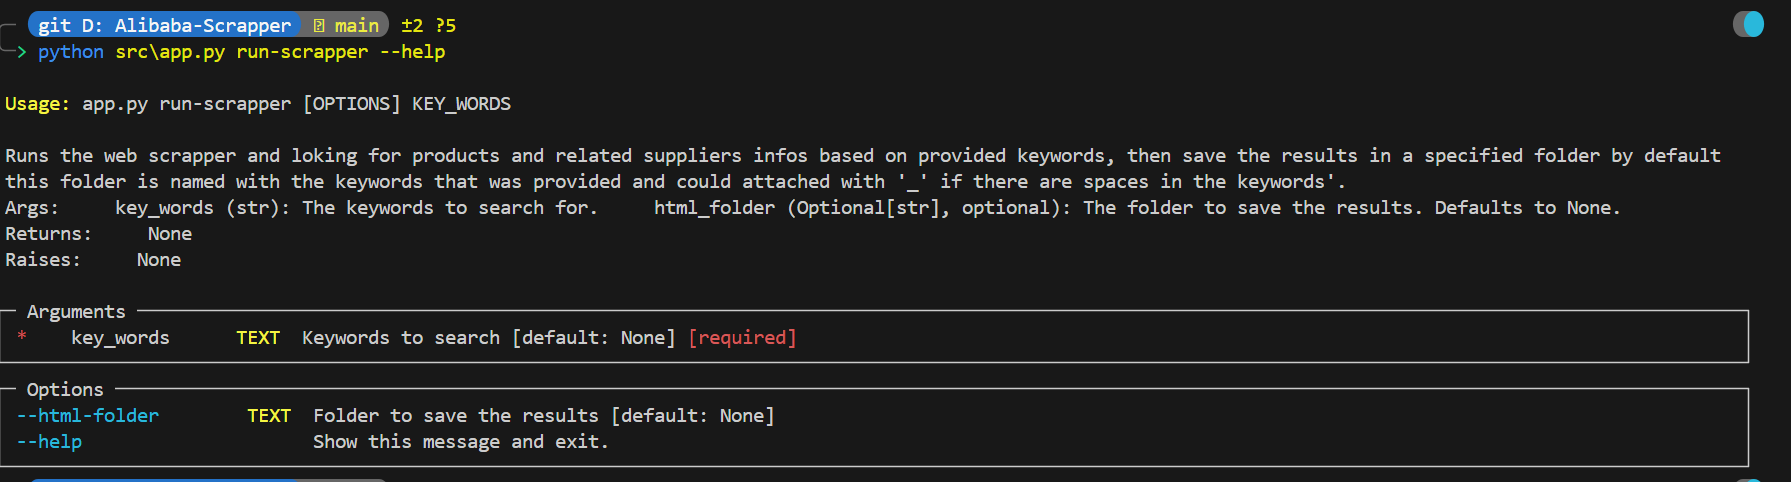 git D: Alibaba-Scrapper main ±2 ?5
> python src\app.py run-scrapper --help
Usage: app.py run-scrapper [OPTIONS] KEY_WORDS
Runs the web scrapper and loking for products and related suppliers infos based on provided keywords, then save the results in a specified folder by default
this folder is named with the keywords that was provided and could attached with '_' if there are spaces in the keywords'.
Args: key_words (str): The keywords to search for. html_folder (Optional[str], optional): The folder to save the results. Defaults to None.
Returns: None
Raises: None
Arguments
* key_words TEXT Keywords to search [default: None] [required]
Options
--html-folder TEXT Folder to save the results [default: None]
--help Show this message and exit.